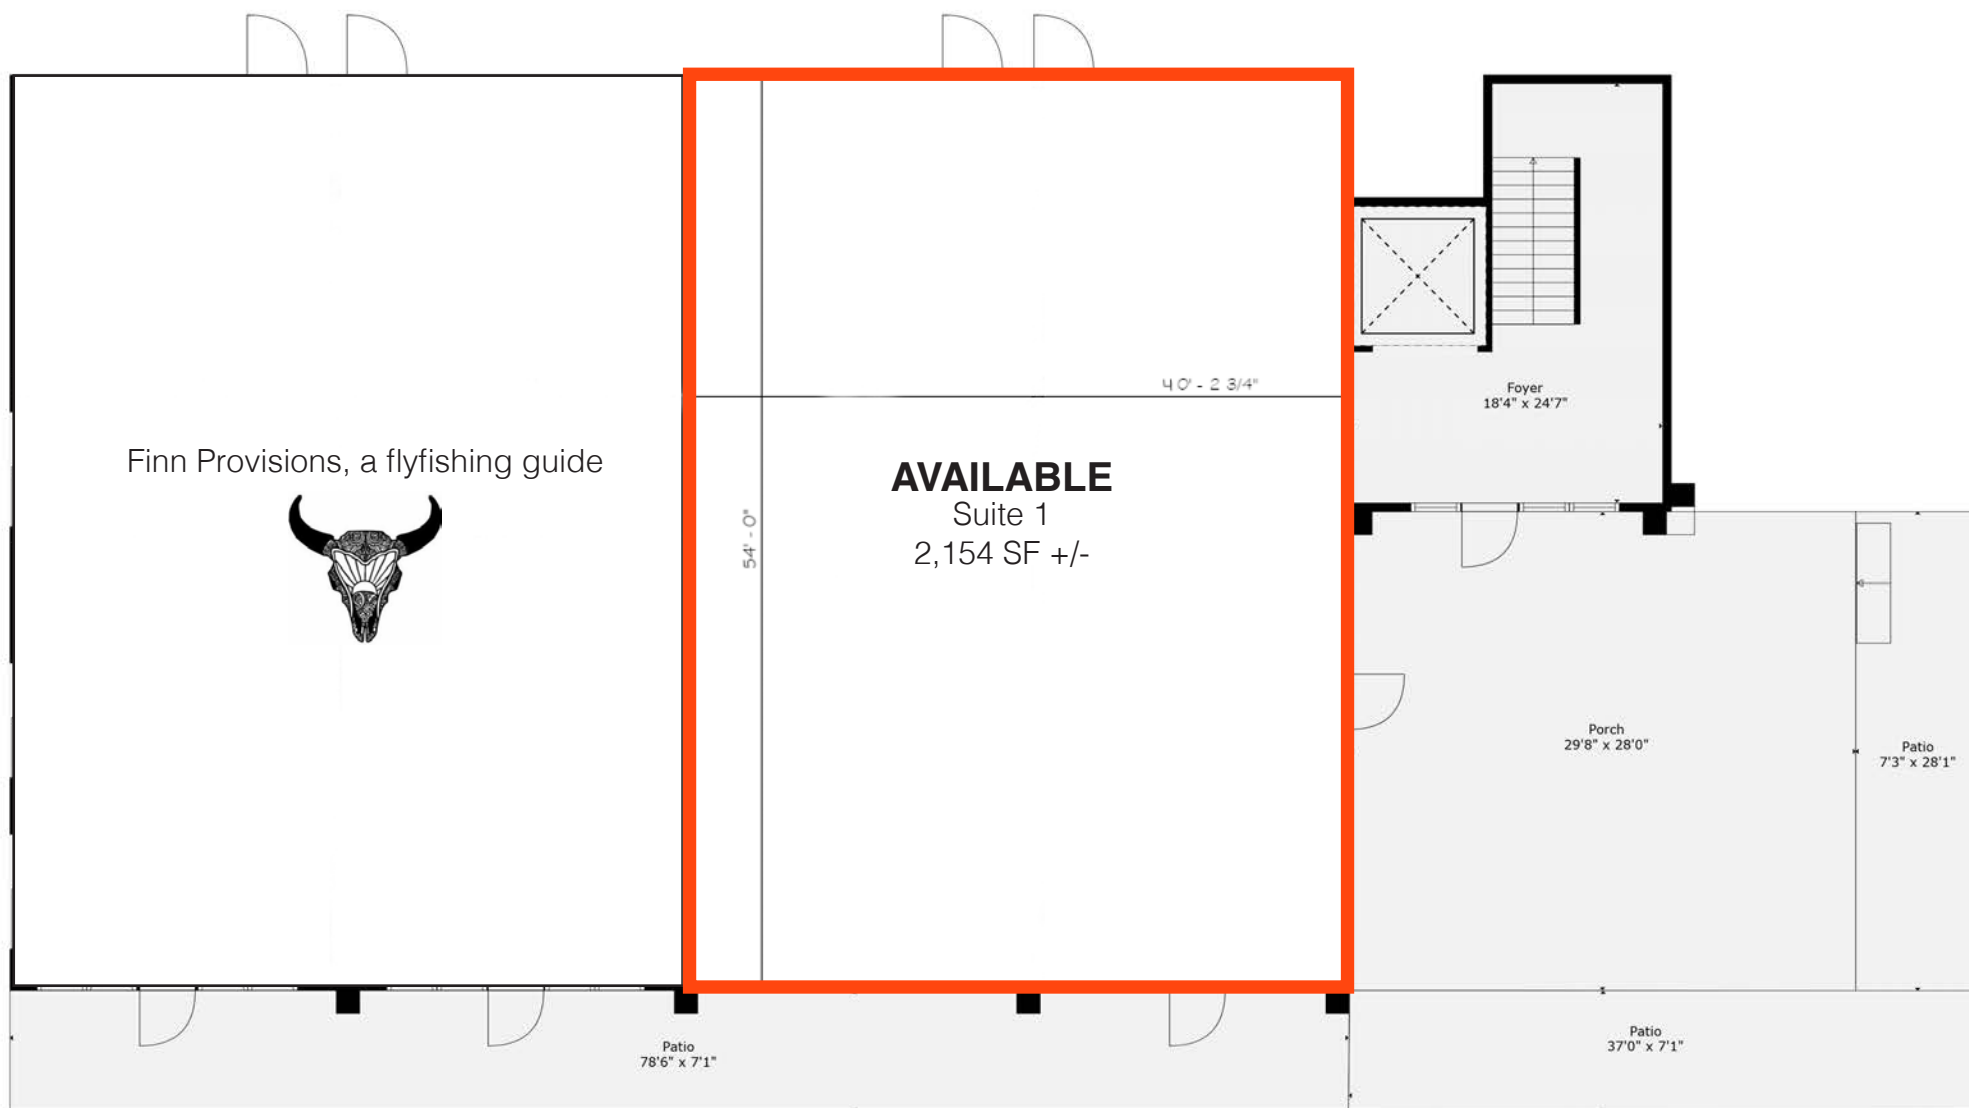 40' - 2 3/4"
Foyer
18'4" x 24'7"
Finn Provisions, a flyfishing guide
AVAILABLE
Suite 1
2,154 SF +/-
54' - 0"
Porch
29'8" x 28'0"
Patio
7'3" x 28'1"
Patio
78'6" x 7'1"
Patio
37'0" x 7'1"